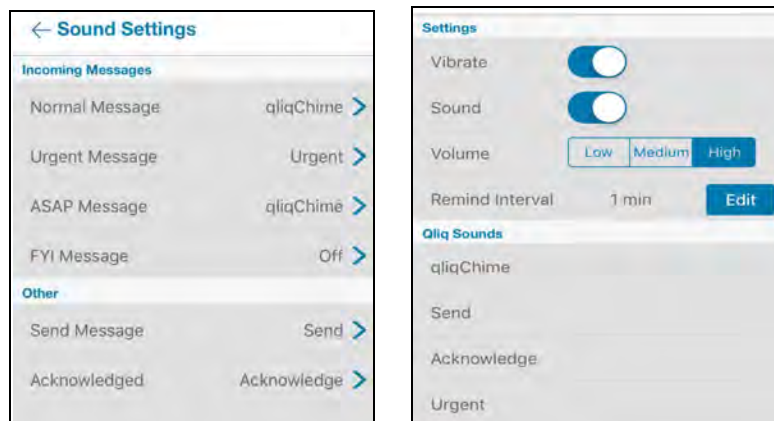 ← Sound Settings
Incoming Messages
Normal Message qliqChime >
Urgent Message Urgent >
ASAP Message qliqChime >
FYI Message Off >
Other
Send Message Send >
Acknowledged Acknowledge >
Settings
Vibrate
Sound
Volume Low Medium High
Remind Interval 1 min Edit
Qliq Sounds
qliqChime
Send
Acknowledge
Urgent